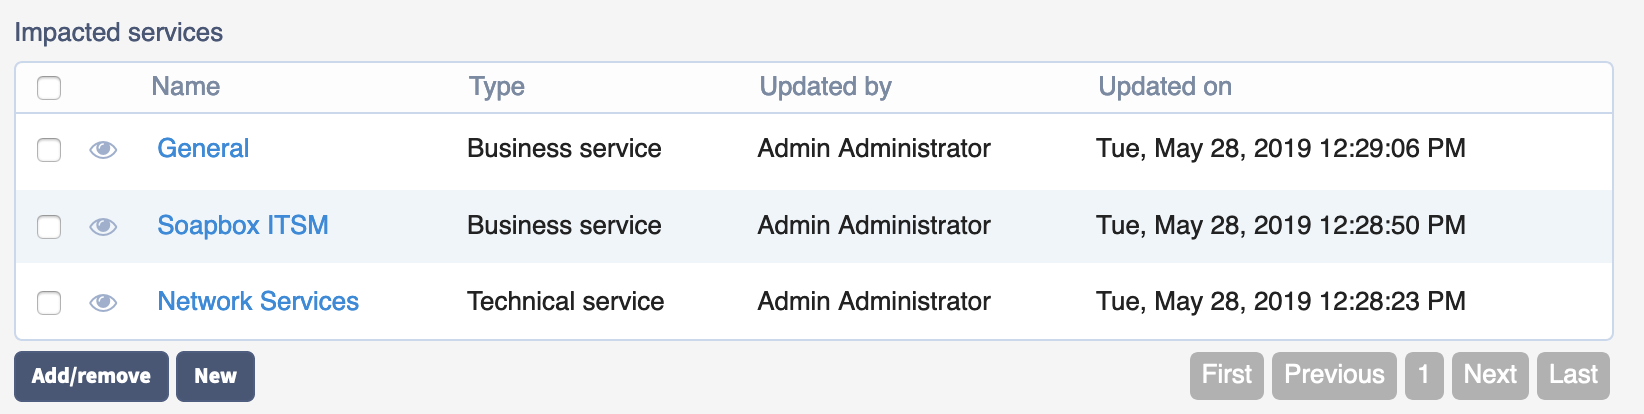 Impacted services
Name Type Updated by Updated on
General Business service Admin Administrator Tue, May 28, 2019 12:29:06 PM
Soapbox ITSM Business service Admin Administrator Tue, May 28, 2019 12:28:50 PM
Network Services Technical service Admin Administrator Tue, May 28, 2019 12:28:23 PM
Add/remove New First Previous 1 Next Last